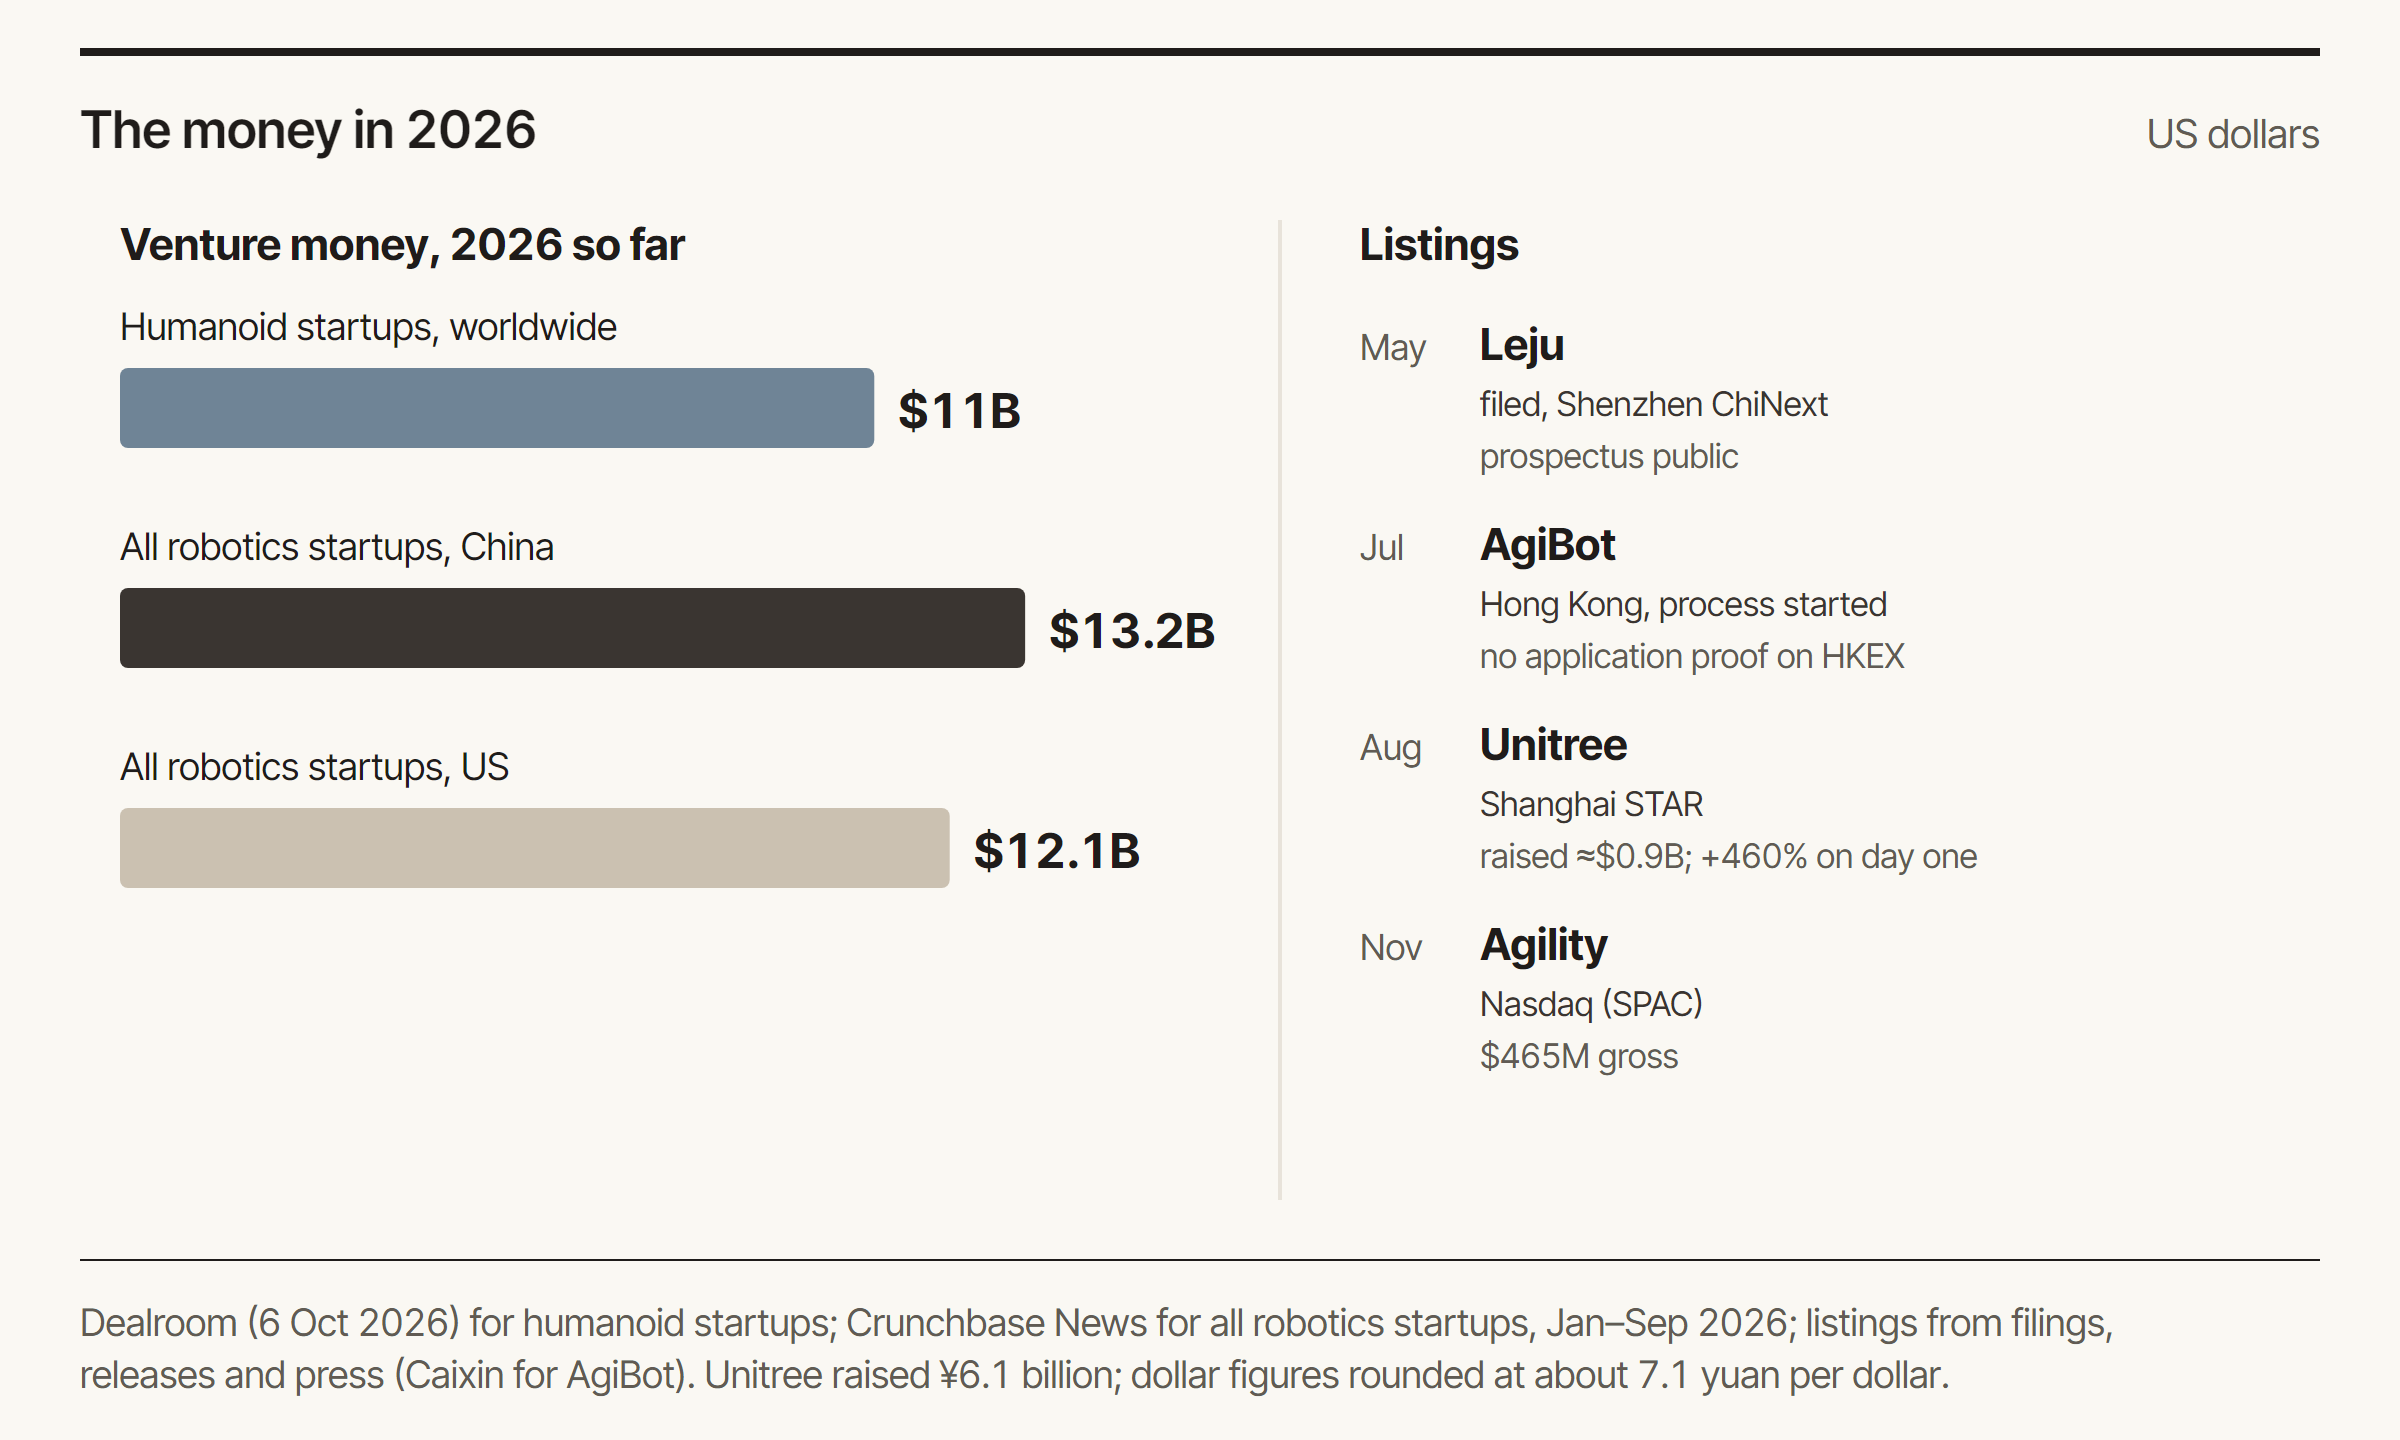 The money in 2026
US dollars
Venture money, 2026 so far
Humanoid startups, worldwide
$11B
All robotics startups, China
$13.2B
All robotics startups, US
$12.1B
Listings
May
Leju
filed, Shenzhen ChiNext
prospectus public
Jul
AgiBot
Hong Kong, process started
no application proof on HKEX
Aug
Unitree
Shanghai STAR
raised ≈$0.9B; +460% on day one
Nov
Agility
Nasdaq (SPAC)
$465M gross
Dealroom (6 Oct 2026) for humanoid startups; Crunchbase News for all robotics startups, Jan–Sep 2026; listings from filings,
releases and press (Caixin for AgiBot). Unitree raised ¥6.1 billion; dollar figures rounded at about 7.1 yuan per dollar.